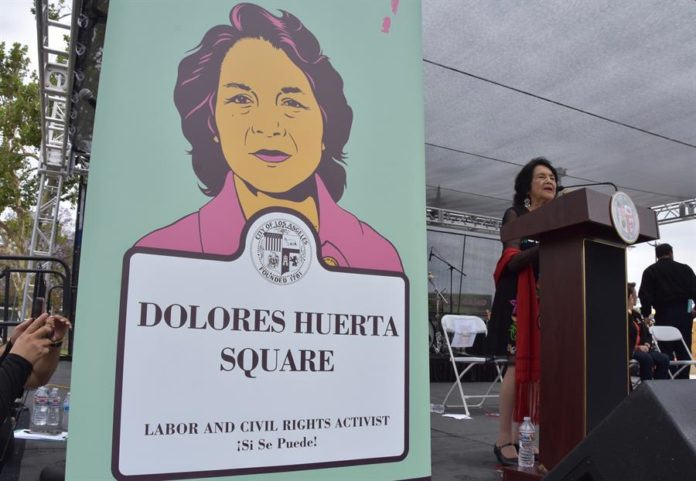 CITY OF LOS ANGELES
FOUNDED 1781
DOLORES HUERTA
SQUARE
LABOR AND CIVIL RIGHTS ACTIVIST
¡Si Se Puede!